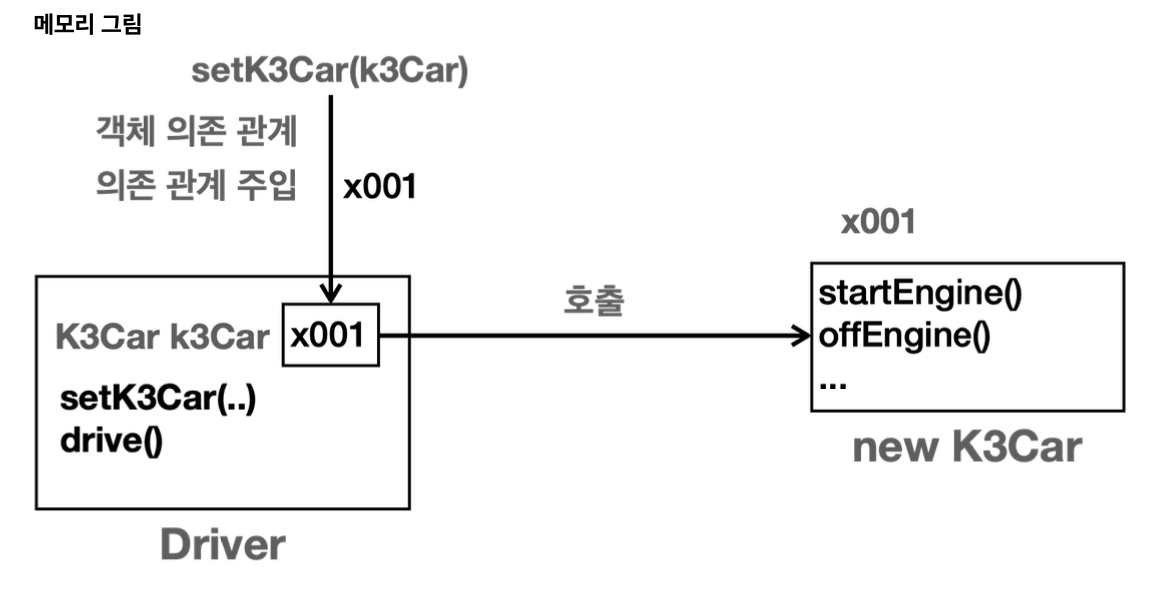 메모리 그림
setK3Car(k3Car)
객체 의존 관계
의존 관계 주입
x001
x001
호출
K3Car k3Car
x001
setK3Car(..)
drive()
Driver
startEngine()
offEngine()
...
new K3Car